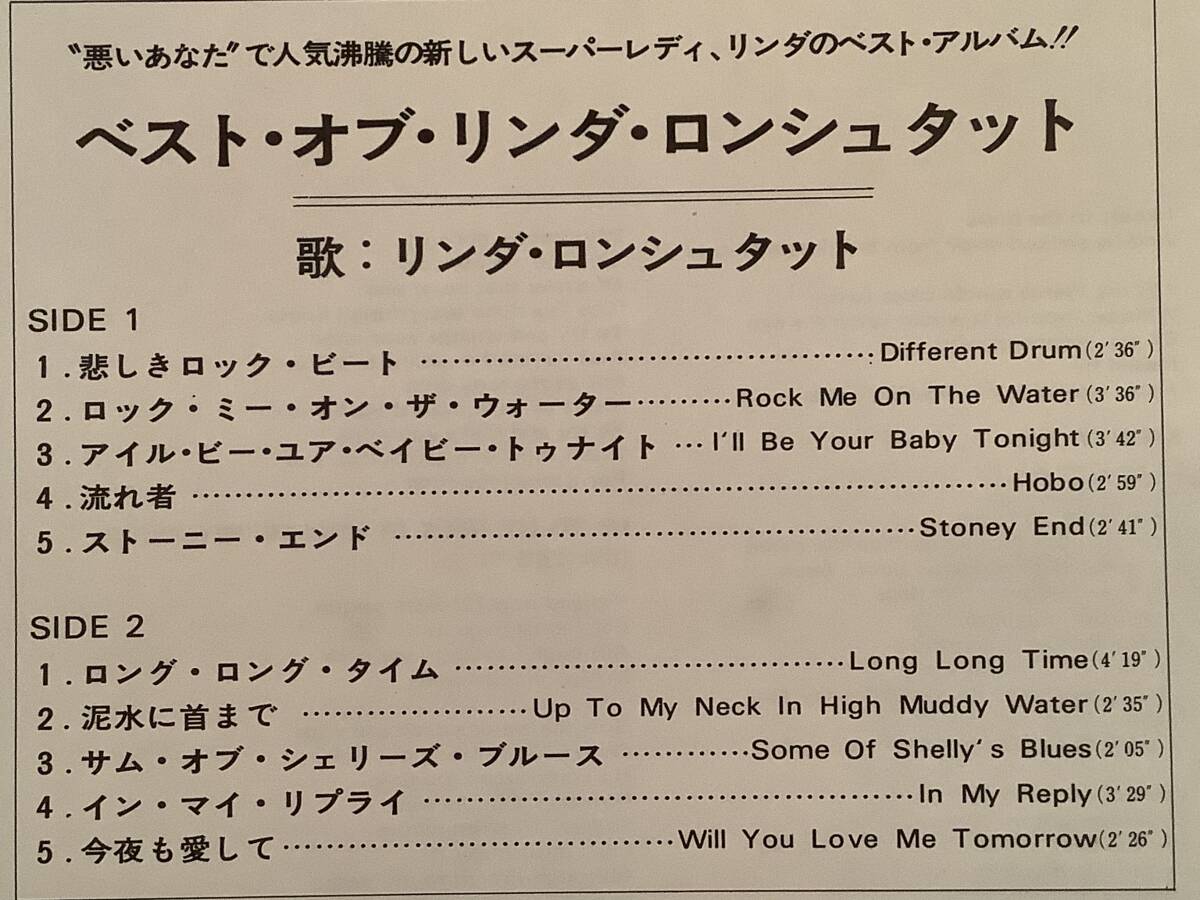 “悪いあなた”で人気沸騰の新しいスーパーレディ、リンダのベスト・アルバム!!
ベスト・オブ・リンダ・ロンシュタット
歌：リンダ・ロンシュタット
SIDE 1
1．悲しきロック・ビート ……………………………………Different Drum(2′36″)
2．ロック・ミー・オン・ザ・ウォーター………Rock Me On The Water(3′36″)
3．アイル・ビー・ユア・ベイビー・トゥナイト …I'll Be Your Baby Tonight(3′42″)
4．流れ者 ……………………………………………………………………Hobo(2′59″)
5．ストーニー・エンド …………………………………………Stoney End(2′41″)
SIDE 2
1．ロング・ロング・タイム ………………………………Long Long Time(4′19″)
2．泥水に首まで …………………Up To My Neck In High Muddy Water(2′35″)
3．サム・オブ・シェリーズ・ブルース …………Some Of Shelly's Blues(2′05″)
4．イン・マイ・リプライ ………………………………………In My Reply(3′29″)
5．今夜も愛して………………………………Will You Love Me Tomorrow(2′26″)